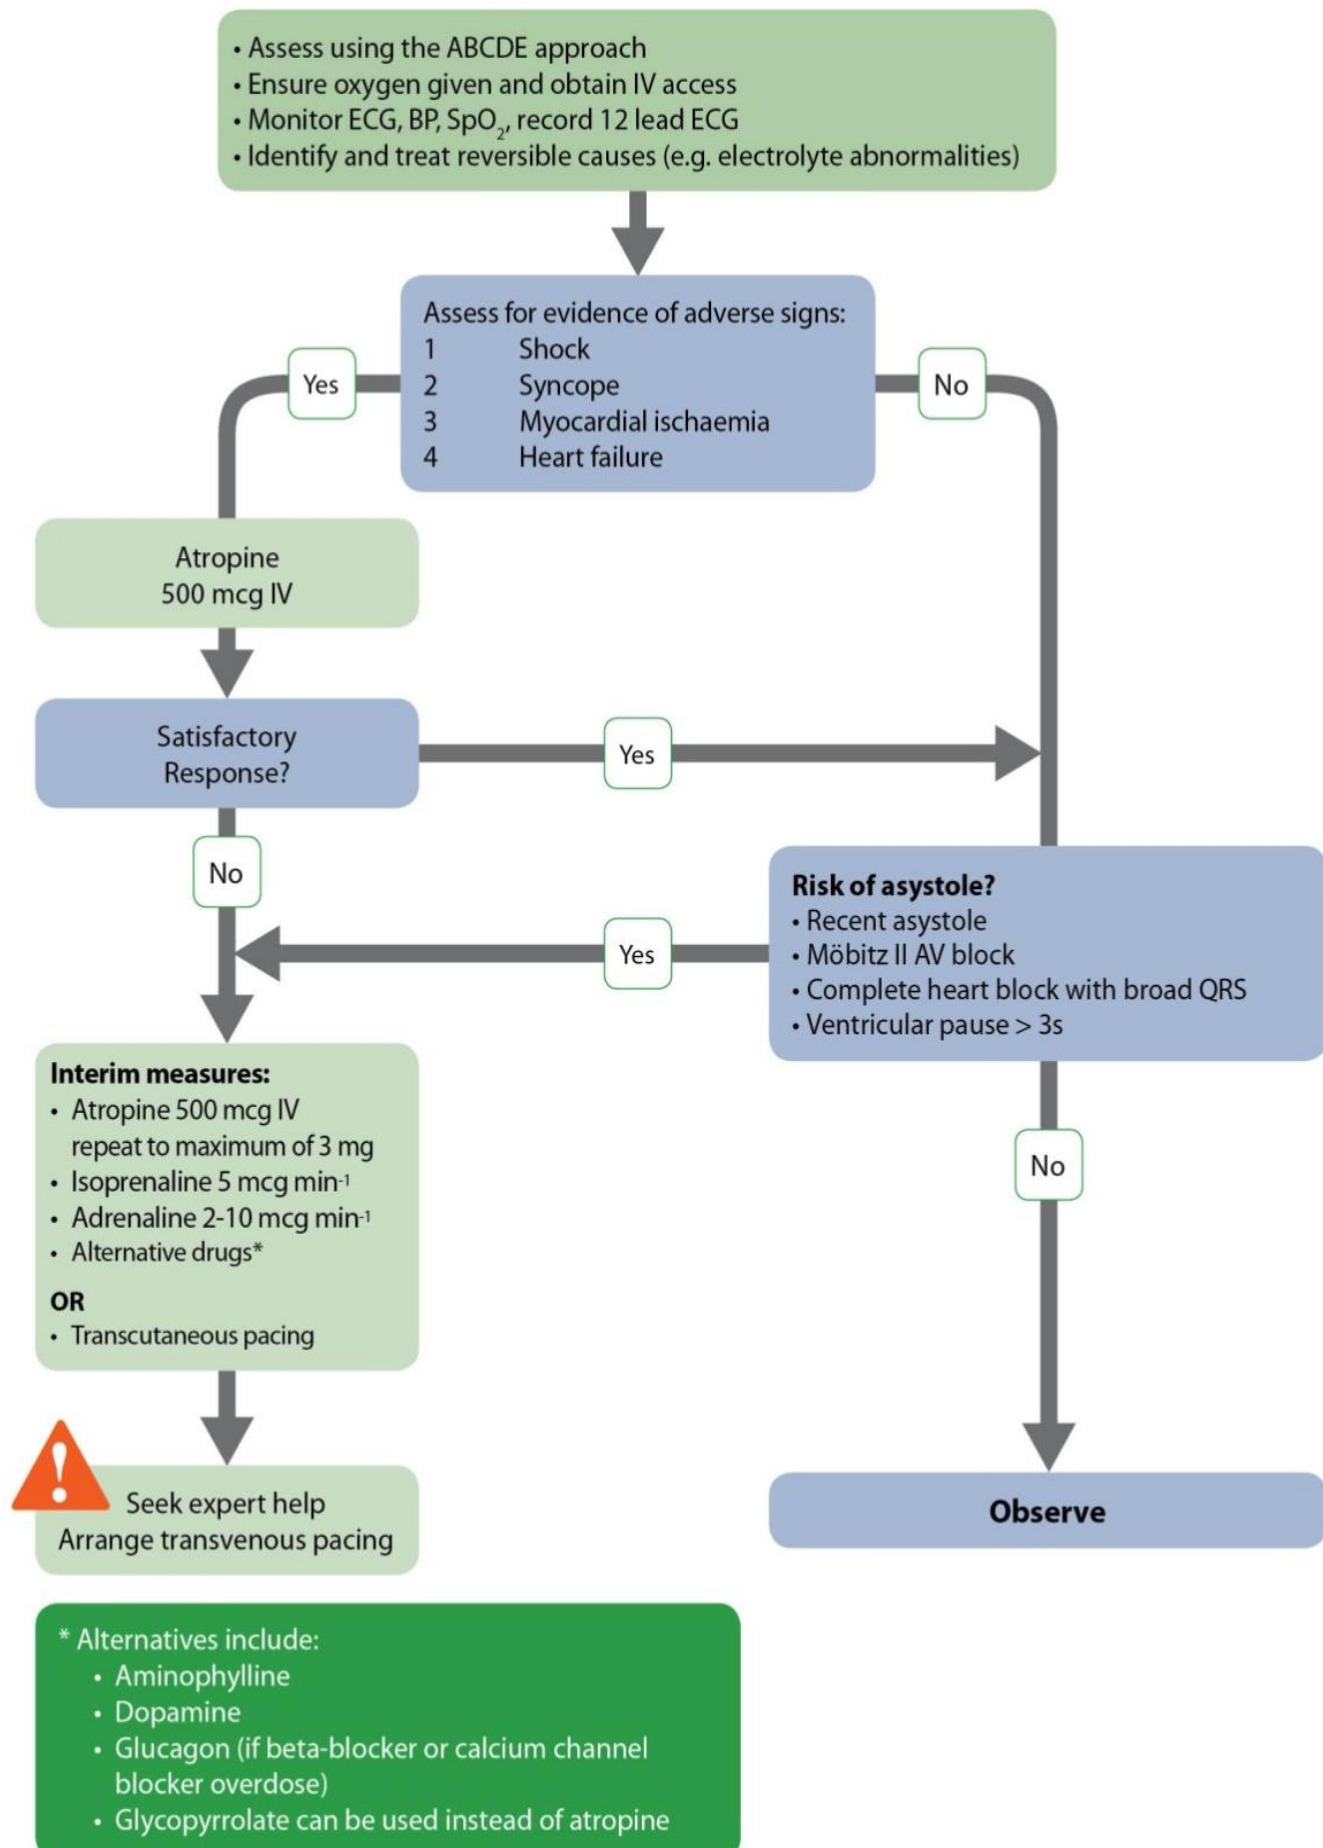 • Assess using the ABCDE approach
• Ensure oxygen given and obtain IV access
• Monitor ECG, BP, SpO₂, record 12 lead ECG
• Identify and treat reversible causes (e.g. electrolyte abnormalities)
Assess for evidence of adverse signs:
1 Shock
2 Syncope
3 Myocardial ischaemia
4 Heart failure
Yes
No
Atropine
500 mcg IV
Satisfactory
Response?
Yes
No
Risk of asystole?
• Recent asystole
• Möbitz II AV block
• Complete heart block with broad QRS
• Ventricular pause > 3s
Yes
No
Interim measures:
• Atropine 500 mcg IV
repeat to maximum of 3 mg
• Isoprenaline 5 mcg min⁻¹
• Adrenaline 2-10 mcg min⁻¹
• Alternative drugs*
OR
• Transcutaneous pacing
!
Seek expert help
Arrange transvenous pacing
Observe
* Alternatives include:
• Aminophylline
• Dopamine
• Glucagon (if beta-blocker or calcium channel
blocker overdose)
• Glycopyrrolate can be used instead of atropine